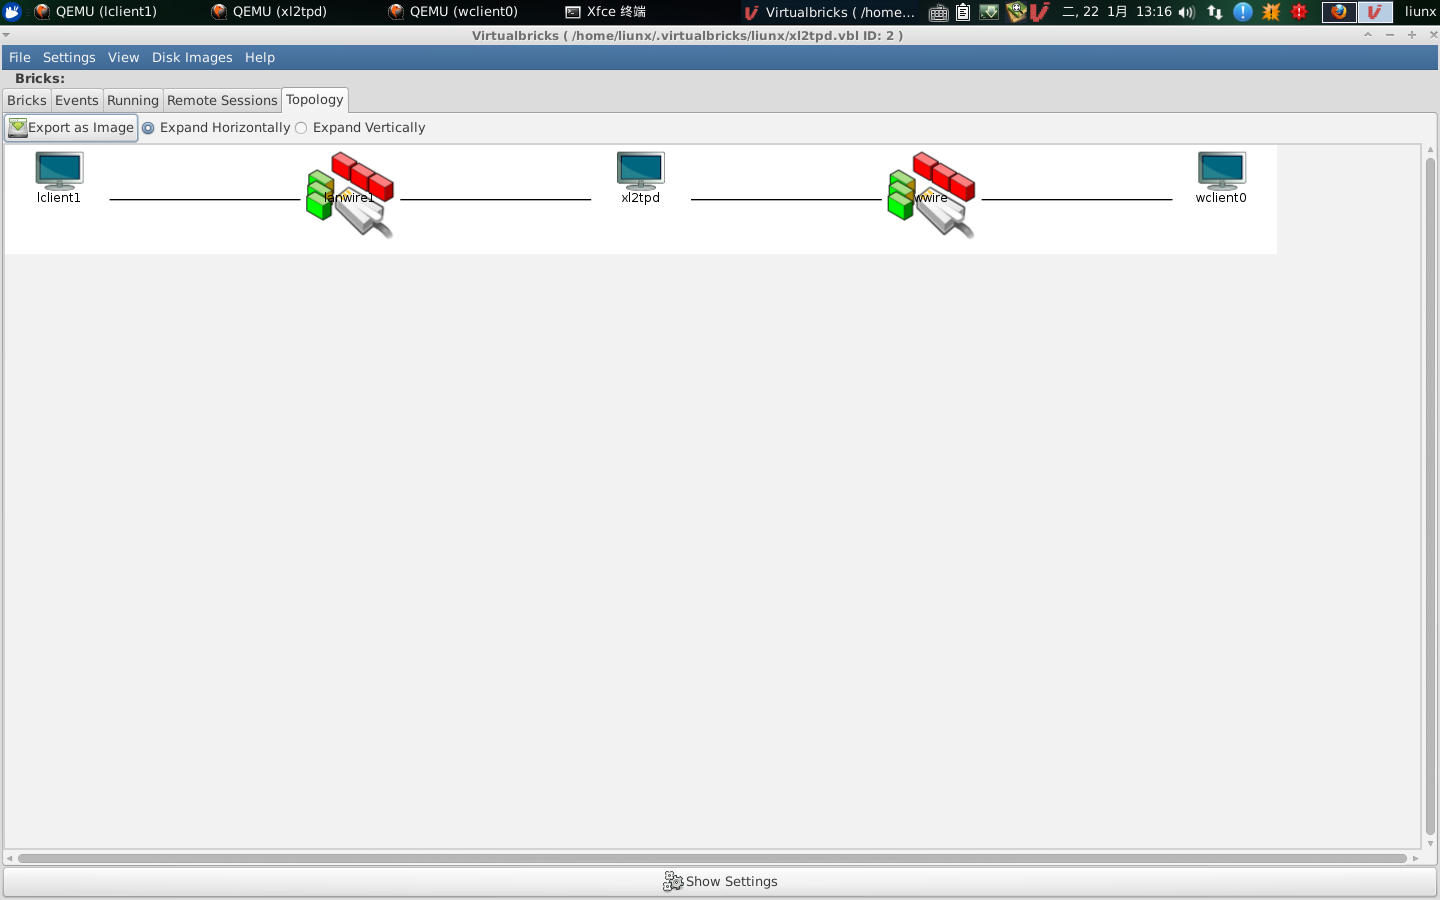 QEMU (lclient1) QEMU (xl2tpd) QEMU (wclient0) Xfce 终端 Virtualbricks ( /home... 二, 22 1月 13:16 liunx
Virtualbricks ( /home/liunx/.virtualbricks/liunx/xl2tpd.vbl ID: 2 )
File Settings View Disk Images Help
Bricks:
Bricks Events Running Remote Sessions Topology
Export as Image Expand Horizontally Expand Vertically
lclient1 lanwire1 xl2tpd wwire wclient0
Show Settings